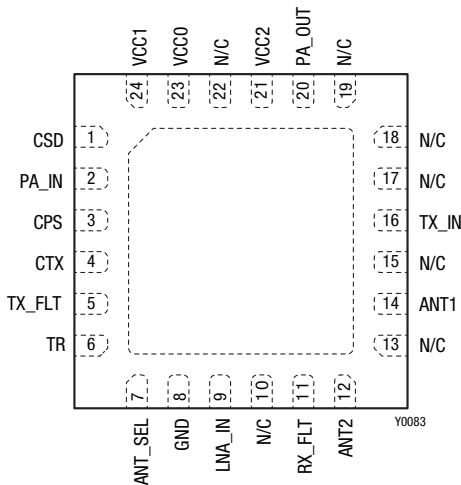 VCC1
VCC0
N/C
VCC2
PA_OUT
N/C
24
23
22
21
20
19
CSD 1
PA_IN 2
CPS 3
CTX 4
TX_FLT 5
TR 6
18 N/C
17 N/C
16 TX_IN
15 N/C
14 ANT1
13 N/C
7
8
9
10
11
12
ANT_SEL
GND
LNA_IN
N/C
RX_FLT
ANT2
Y0083